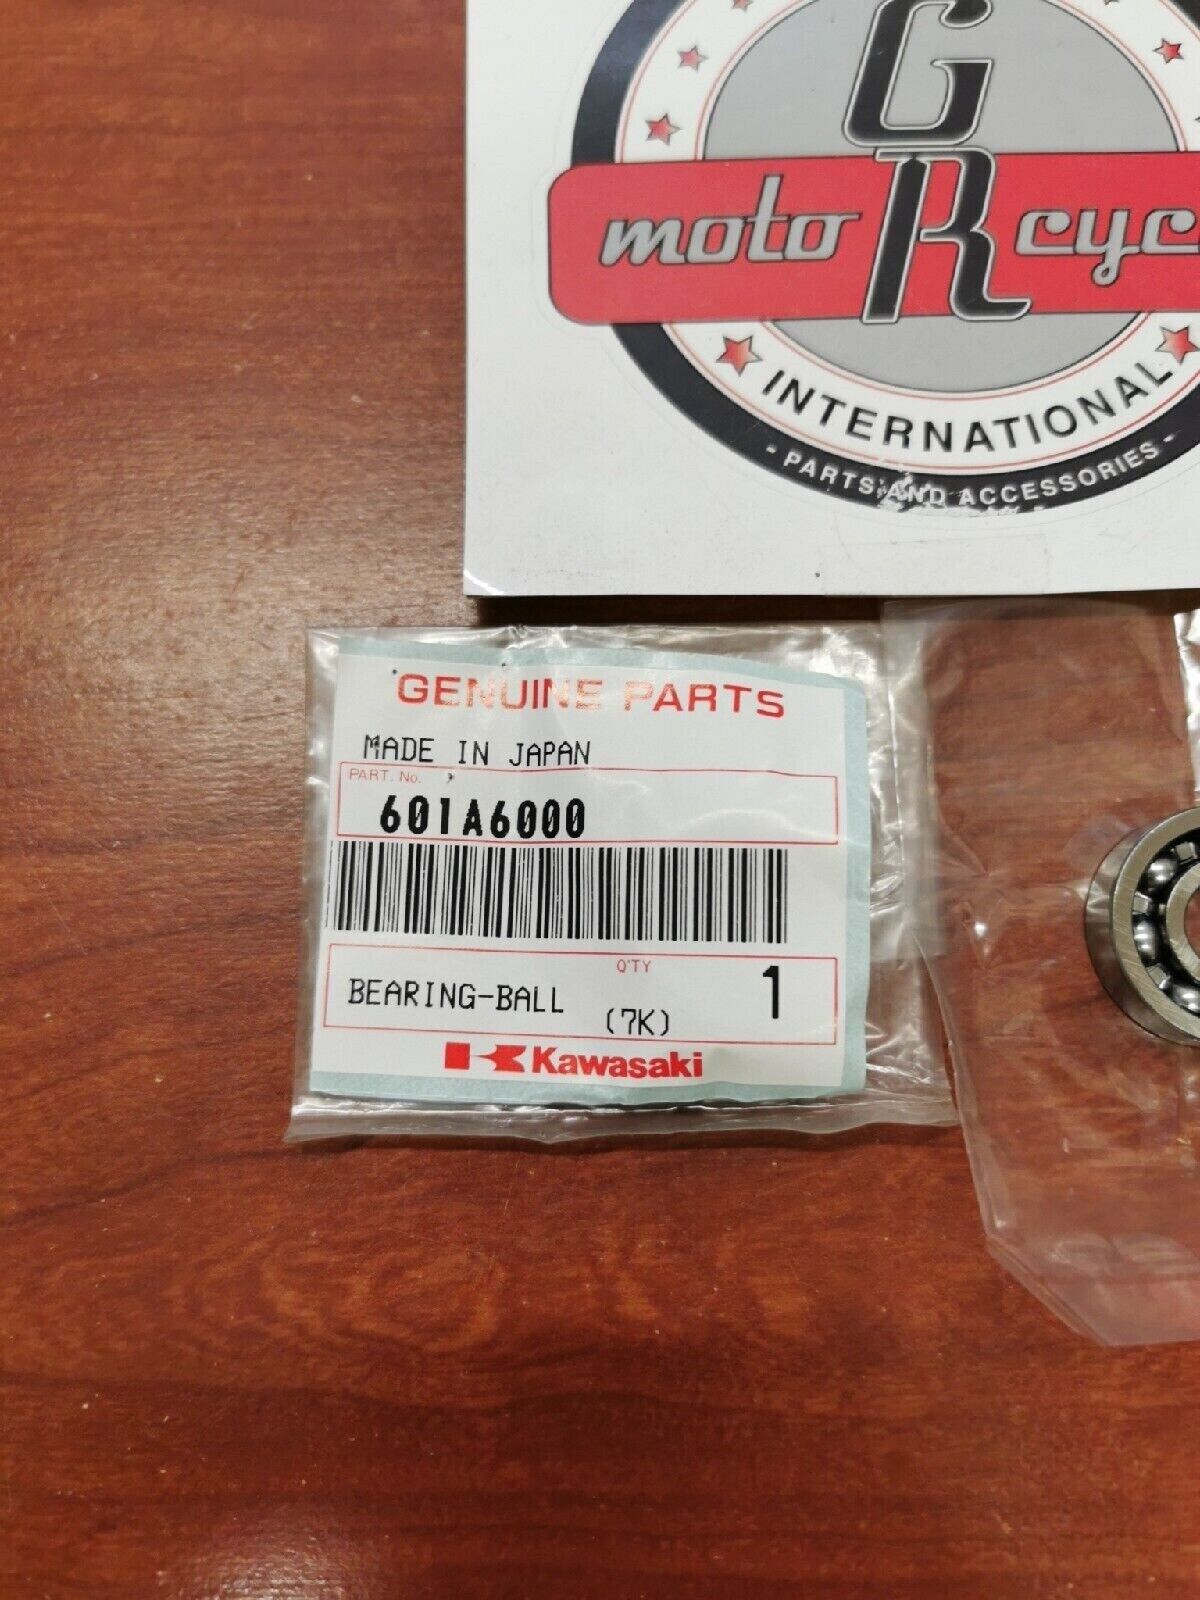 G
moto R cyc
INTERNATIONAL
- PARTS AND ACCESSORIES -
GENUINE PARTS
MADE IN JAPAN
PART. No.
601A6000
BEARING-BALL
Q'TY
1
(7K)
Kawasaki